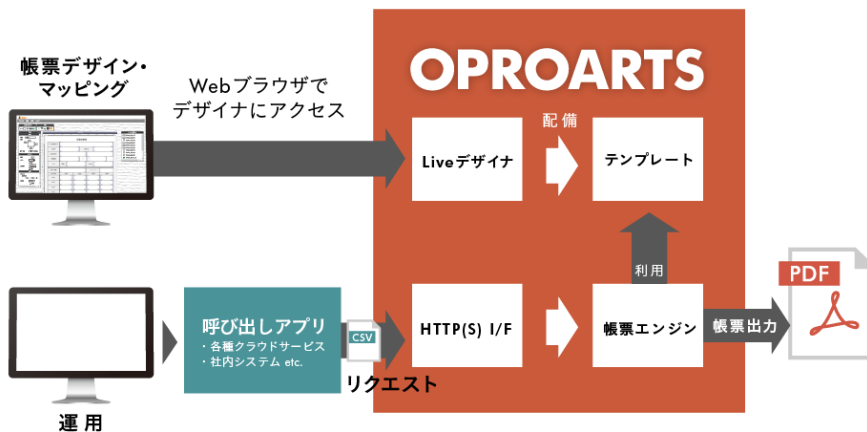 帳票デザイン・
マッピング
Webブラウザで
デザイナにアクセス
OPROARTS
Liveデザイナ
配備
テンプレート
利用
運用
呼び出しアプリ
・各種クラウドサービス
・社内システム etc.
CSV
リクエスト
HTTP(S) I/F
帳票エンジン
帳票出力
PDF